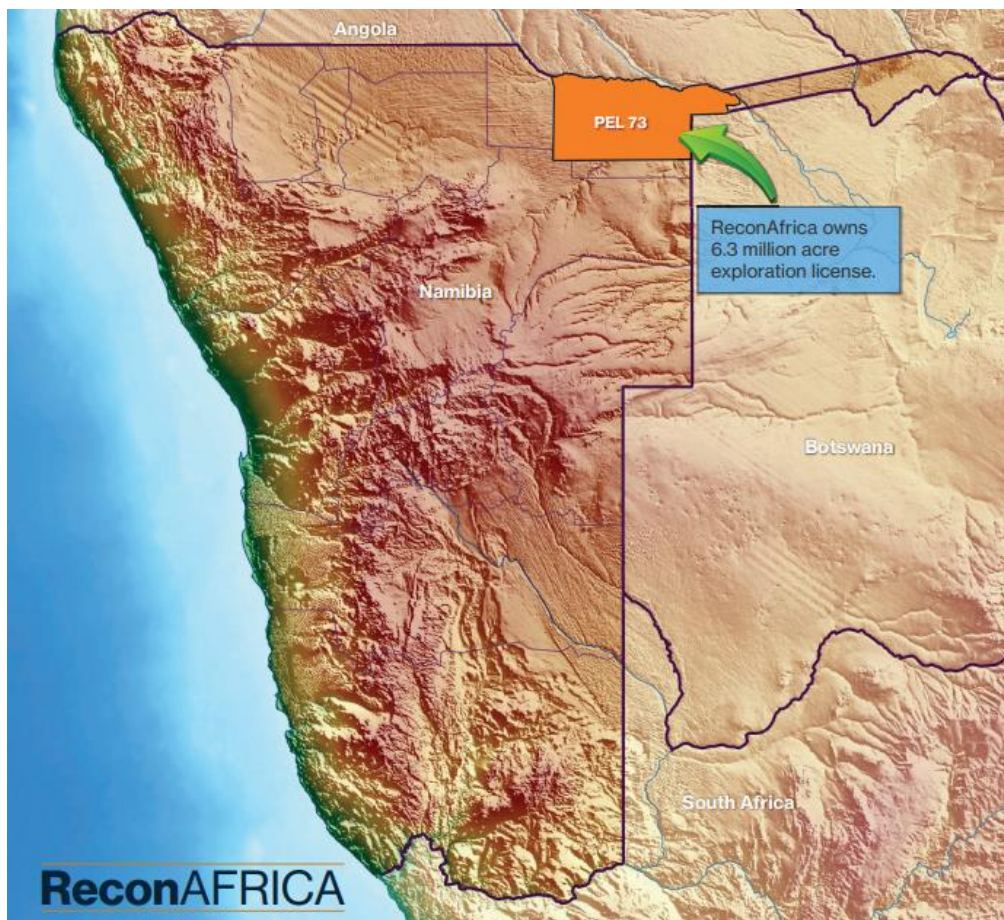 Angola
PEL 73
ReconAfrica owns
6.3 million acre
exploration license.
Namibia
Botswana
South Africa
ReconAFRICA